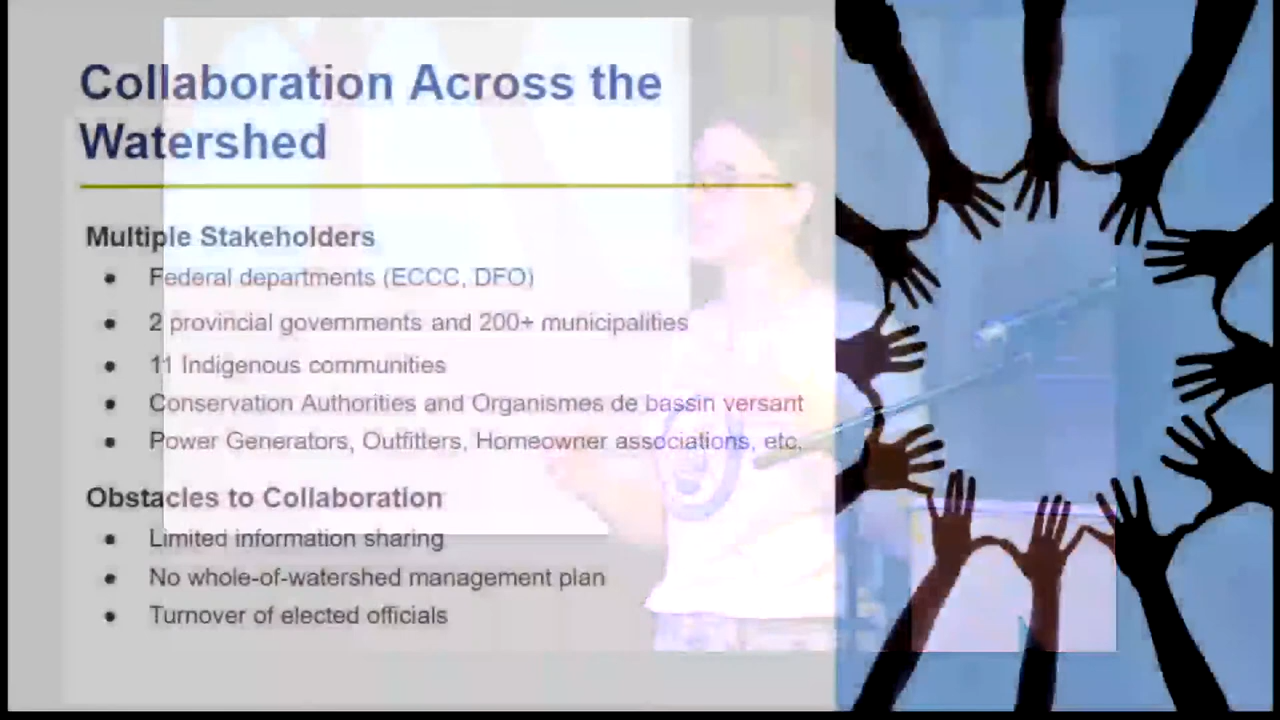 Collaboration Across the
Watershed
Multiple Stakeholders
● Federal departments (ECCC, DFO)
● 2 provincial governments and 200+ municipalities
● 11 Indigenous communities
● Conservation Authorities and Organismes de bassin versant
● Power Generators, Outfitters, Homeowner associations, etc.
Obstacles to Collaboration
● Limited information sharing
● No whole-of-watershed management plan
● Turnover of elected officials